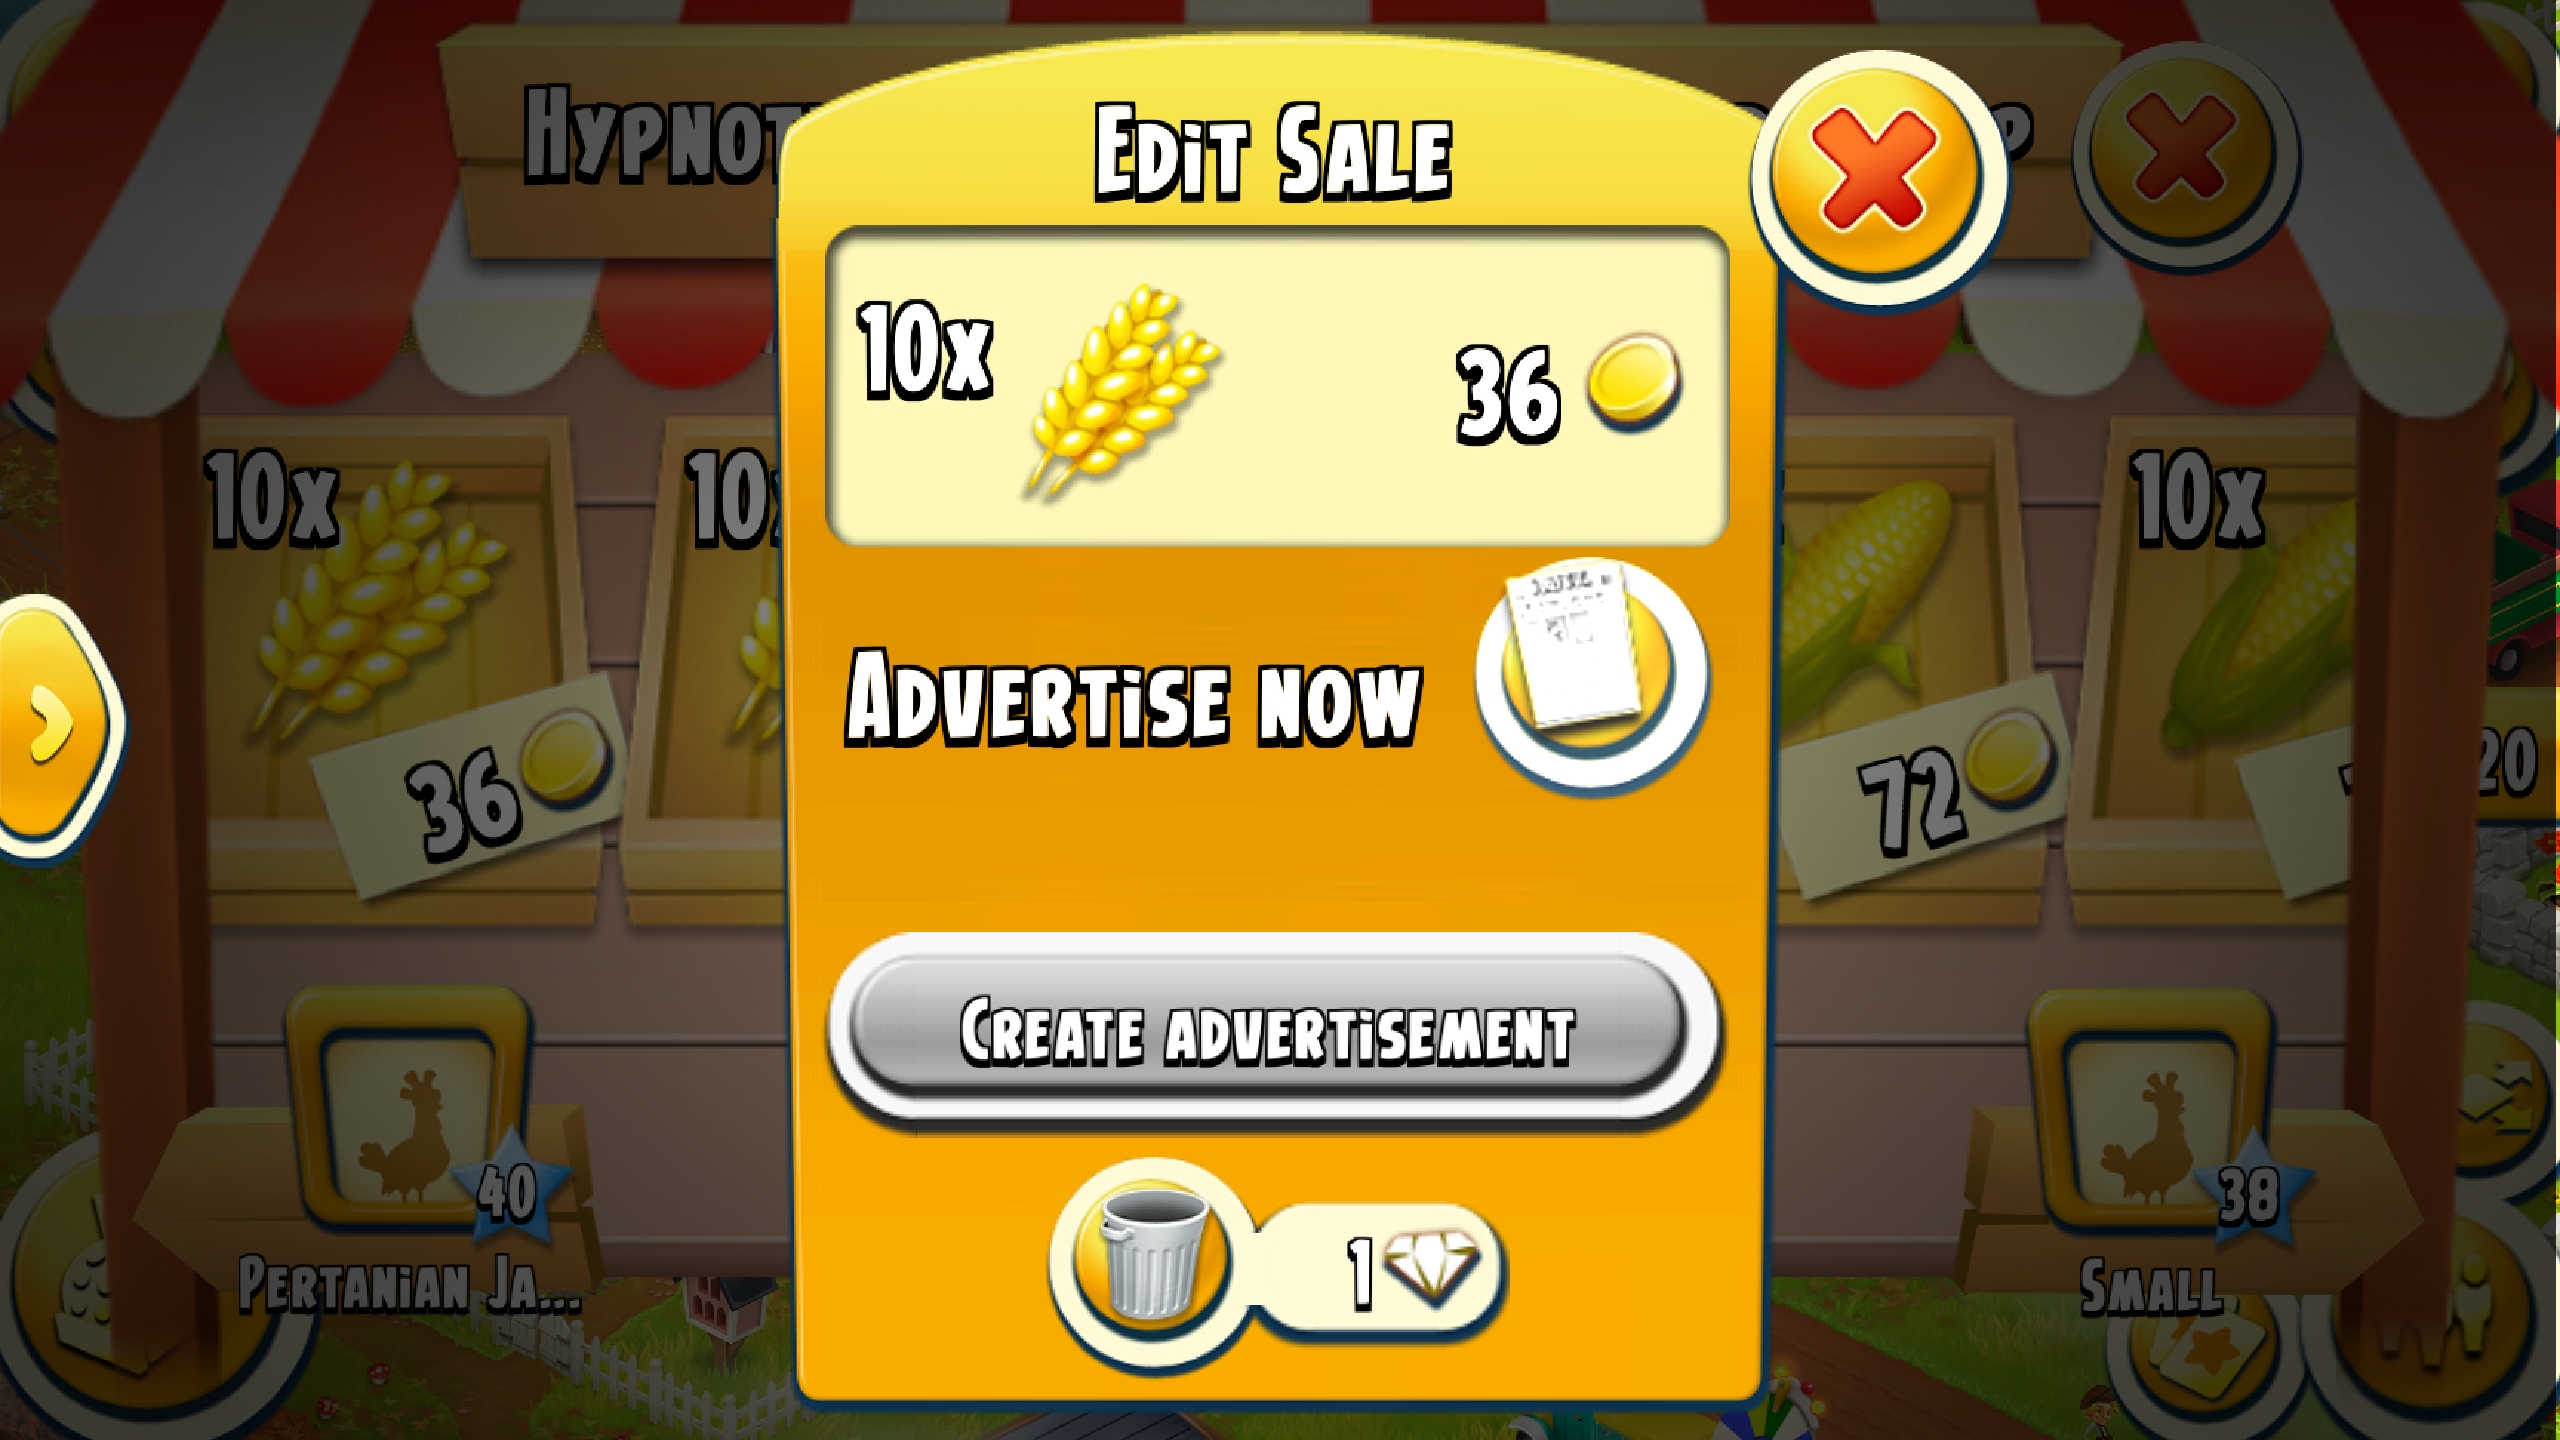 Edit Sale
10x
36
Advertise now
Create advertisement
1
10x
36
10x
72
10x
20
40
Pertanian Ja...
38
Small